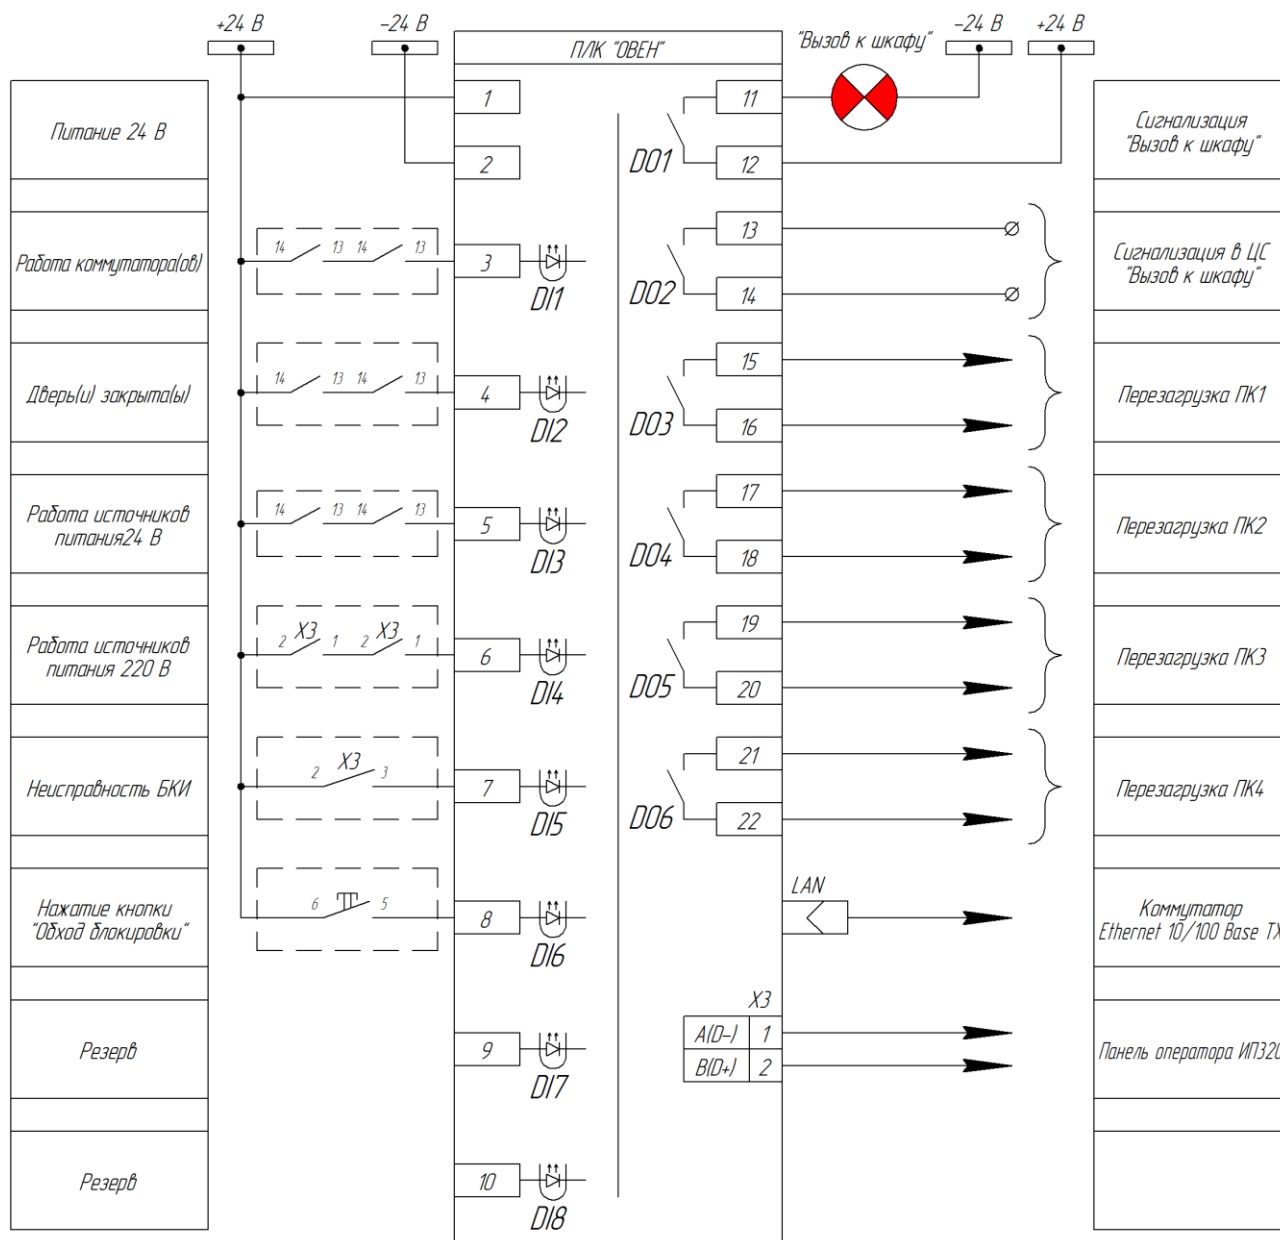 +24 В
-24 В
ПЛК "ОВЕН"
"Вызов к шкафу"
-24 В
+24 В
Питание 24 В
1
2
DO1
11
12
Сигнализация
"Вызов к шкафу"
Работа коммутатора(ов)
14
13
14
13
3
DI1
DO2
13
14
Сигнализация в ЦС
"Вызов к шкафу"
Дверь(и) закрыта(ы)
14
13
14
13
4
DI2
DO3
15
16
Перезагрузка ПК1
Работа источников
питания24 В
14
13
14
13
5
DI3
DO4
17
18
Перезагрузка ПК2
Работа источников
питания 220 В
2
X3
1
2
X3
1
6
DI4
DO5
19
20
Перезагрузка ПК3
Неисправность БКИ
2
X3
3
7
DI5
DO6
21
22
Перезагрузка ПК4
Нажатие кнопки
"Обход блокировки"
6
5
8
DI6
LAN
Коммутатор
Ethernet 10/100 Base TX
Резерв
9
DI7
X3
A(D-)
1
B(D+)
2
Панель оператора ИП320
Резерв
10
DI8